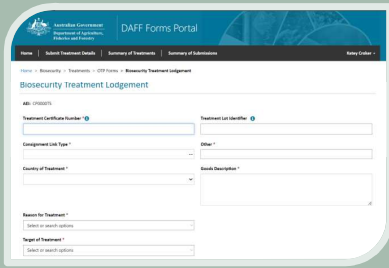 Australian Government
Department of Agriculture,
Fisheries and Forestry
DAFF Forms Portal
Home | Submit Treatment Details | Summary of Treatments | Summary of Submissions
Katey Croker
Home > Biosecurity > Treatments > OTP Forms > Biosecurity Treatment Lodgement
Biosecurity Treatment Lodgement
AEI: CP000075
Treatment Certificate Number *
Treatment Lot Identifier
Consignment Link Type *
Other *
Country of Treatment *
Goods Description *
Reason for Treatment *
Select or search options
Target of Treatment *
Select or search options